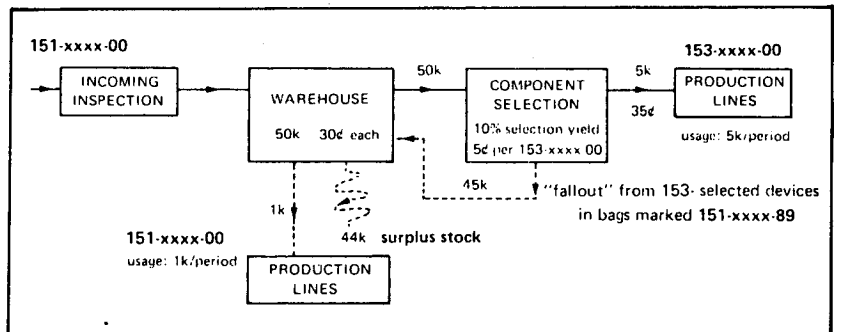 151-xxxx-00
INCOMING
INSPECTION
WAREHOUSE
50k 30¢ each
50k
COMPONENT
SELECTION
10% selection yield
5¢ per 153-xxxx 00
5k
35¢
153-xxxx-00
PRODUCTION
LINES
usage: 5k/period
45k
"fallout" from 153- selected devices
in bags marked 151-xxxx-89
1k
44k surplus stock
151-xxxx-00
usage: 1k/period
PRODUCTION
LINES